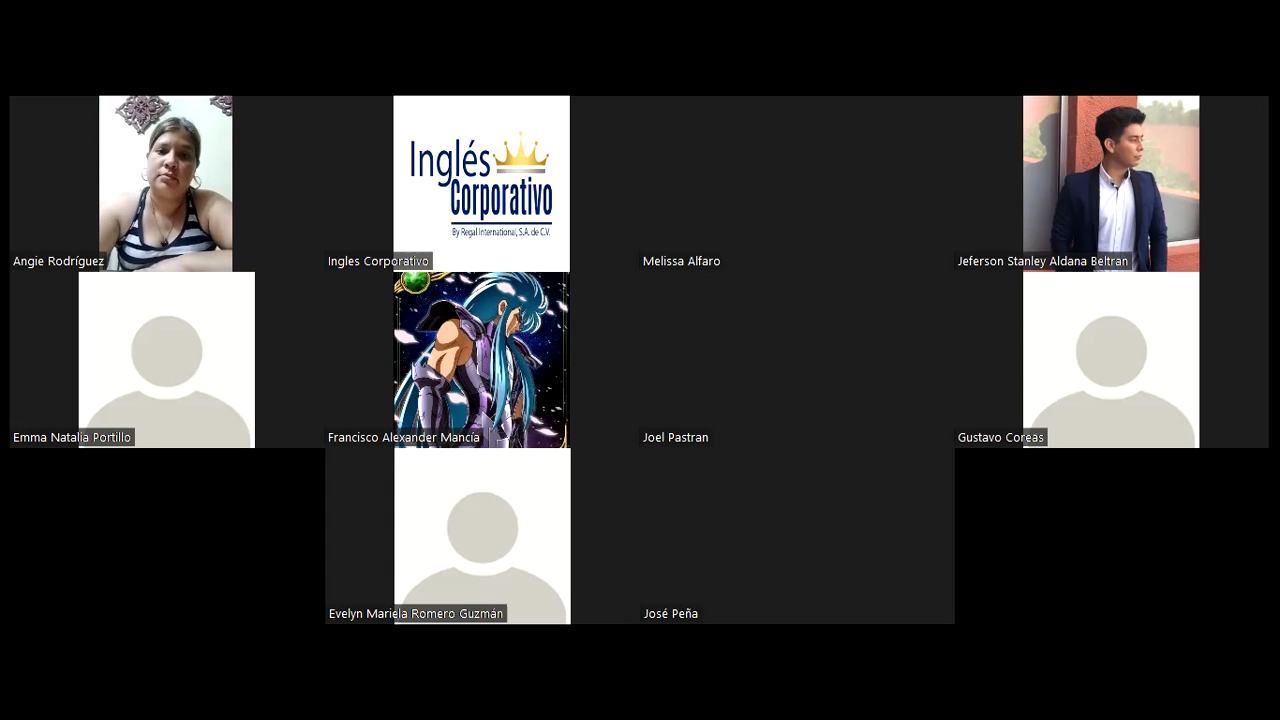 Inglés
Corporativo
By Regal International, S.A. de C.V.
Angie Rodríguez
Ingles Corporativo
Melissa Alfaro
Jeferson Stanley Aldana Beltran
Emma Natalia Portillo
Francisco Alexander Mancía
Joel Pastran
Gustavo Coreas
Evelyn Mariela Romero Guzmán
José Peña